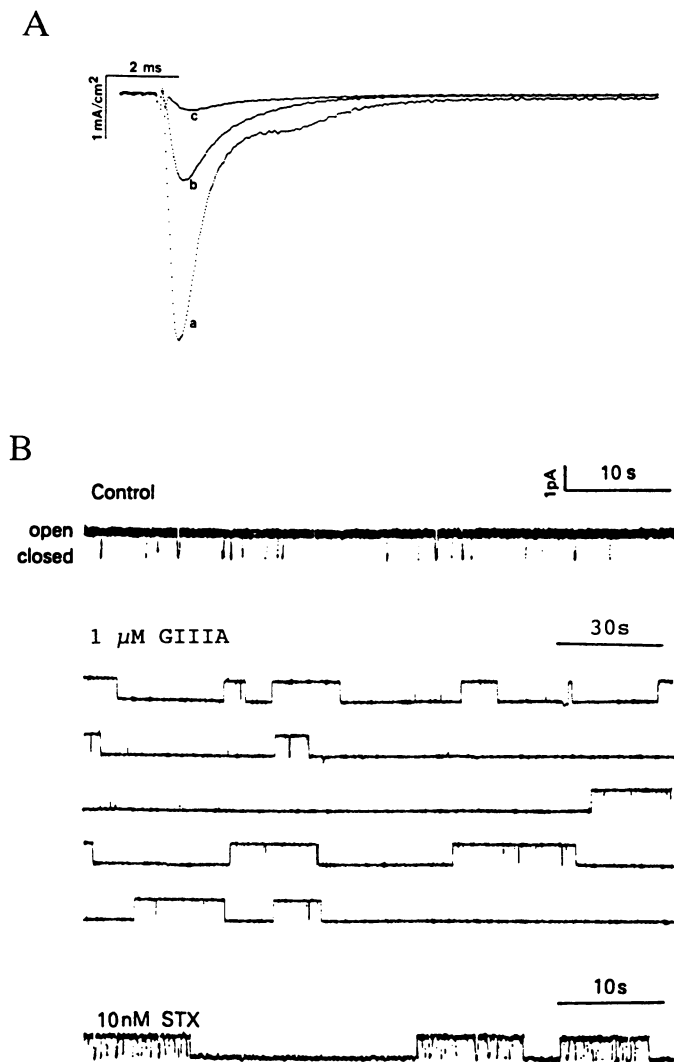 A
2 ms
1 mA/cm²
c
b
a
B
Control
1pA
10 s
open
closed
1 μM GIIIA
30s
10nM STX
10s